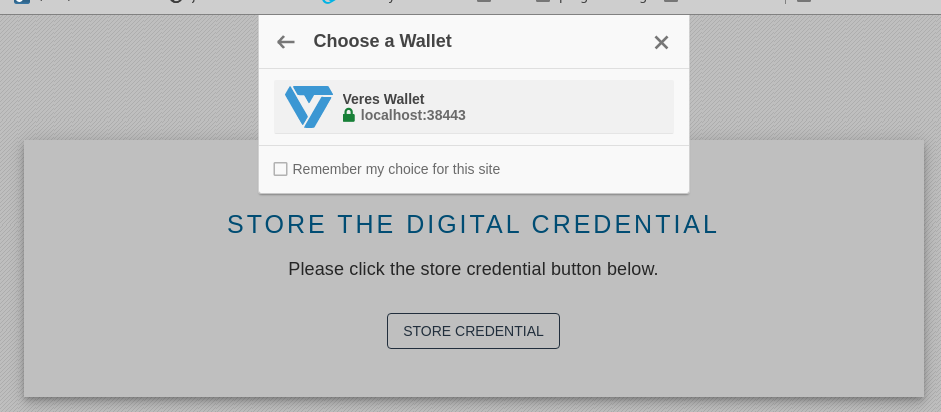 Choose a Wallet
Veres Wallet
localhost:38443
Remember my choice for this site
STORE THE DIGITAL CREDENTIAL
Please click the store credential button below.
STORE CREDENTIAL